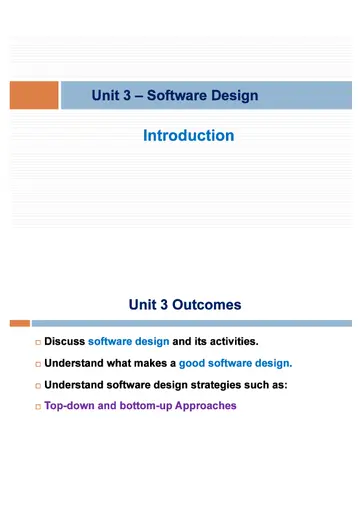 Unit 3 – Software Design
Introduction
Unit 3 Outcomes
Discuss software design and its activities.
Understand what makes a good software design.
Understand software design strategies such as:
Top-down and bottom-up Approaches